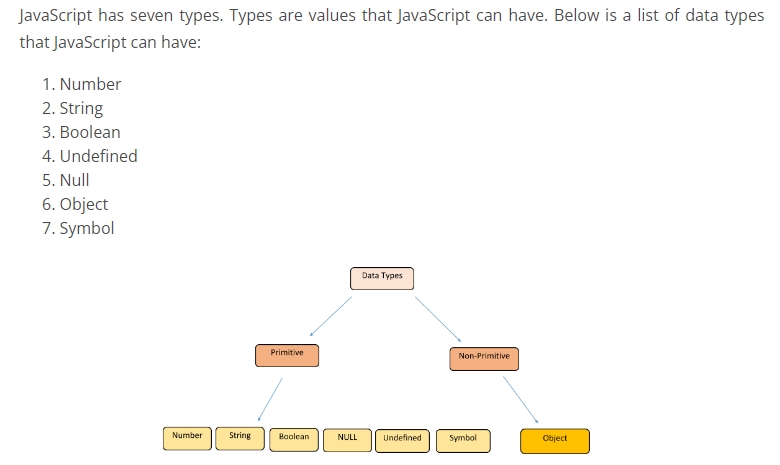 JavaScript has seven types. Types are values that JavaScript can have. Below is a list of data types
that JavaScript can have:
1. Number
2. String
3. Boolean
4. Undefined
5. Null
6. Object
7. Symbol
Data Types
Primitive
Non-Primitive
Number
String
Boolean
NULL
Undefined
Symbol
Object